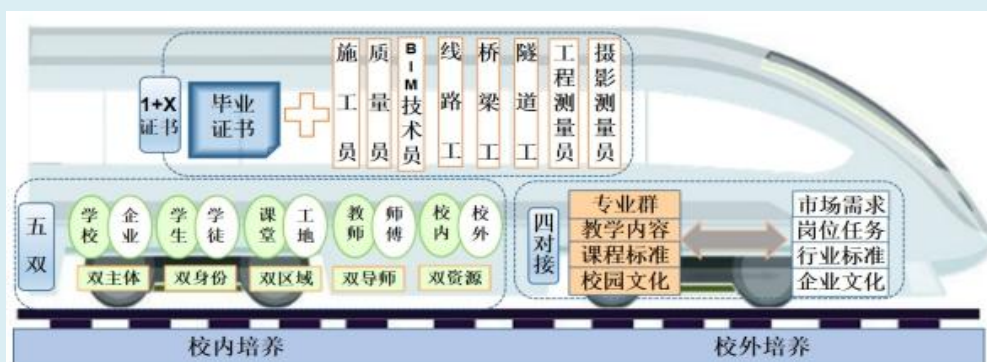 1+X
证书
毕业
证书
施工员
质量员
BIM技术员
线路工
桥梁工
隧道工
工程测量员
摄影测量员
五双
学校
企业
双主体
学生
学徒
双身份
课堂
工地
双区域
教师
师傅
双导师
校内
校外
双资源
四对接
专业群
市场需求
教学内容
岗位任务
课程标准
行业标准
校园文化
企业文化
校内培养
校外培养